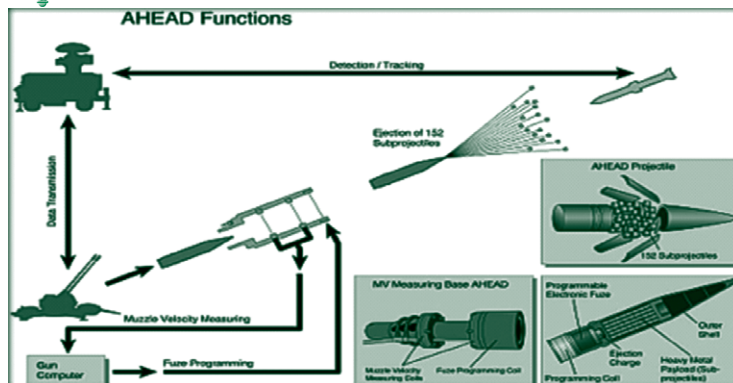 AHEAD Functions
Detection / Tracking
Ejection of 152
Subprojectiles
Data Transmission
AHEAD Projectile
152 Subprojectiles
Muzzle Velocity Measuring
MV Measuring Base AHEAD
Muzzle Velocity
Measuring Coils
Fuze Programming Coil
Programmable
Electronic Fuze
Outer
Shell
Ejection
Charge
Heavy Metal
Payload (Sub-
projectiles)
Programming Coil
Gun
Computer
Fuze Programming